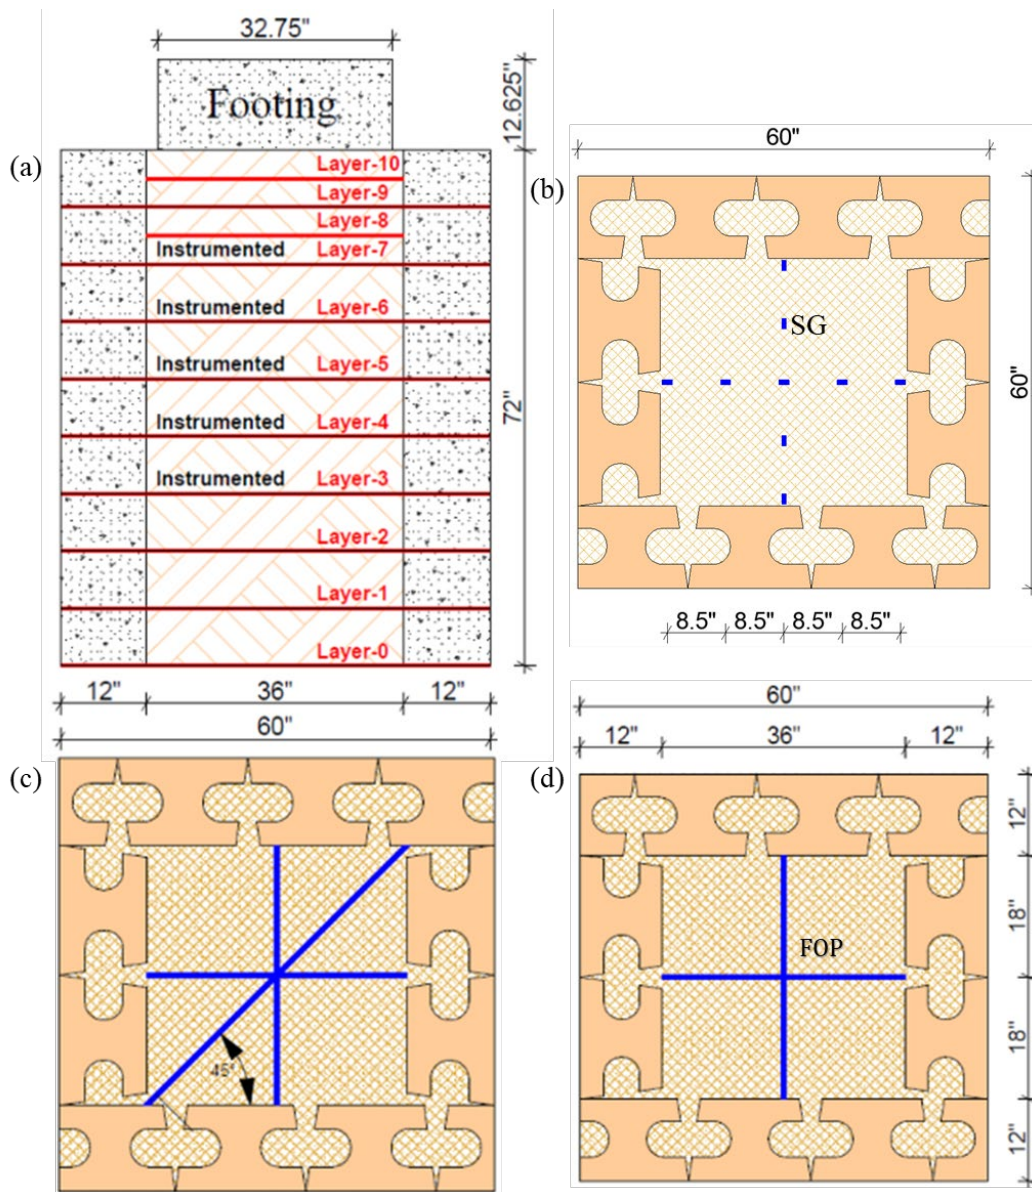 (a)
32.75"
Footing
12.625"
Layer-10
Layer-9
Layer-8
Instrumented Layer-7
Instrumented Layer-6
Instrumented Layer-5
Instrumented Layer-4
Instrumented Layer-3
Layer-2
Layer-1
Layer-0
72"
12" 36" 12"
60"
(b)
60"
SG
60"
8.5" 8.5" 8.5" 8.5"
(c)
45°
(d)
60"
12" 36" 12"
FOP
12"
18"
18"
12"